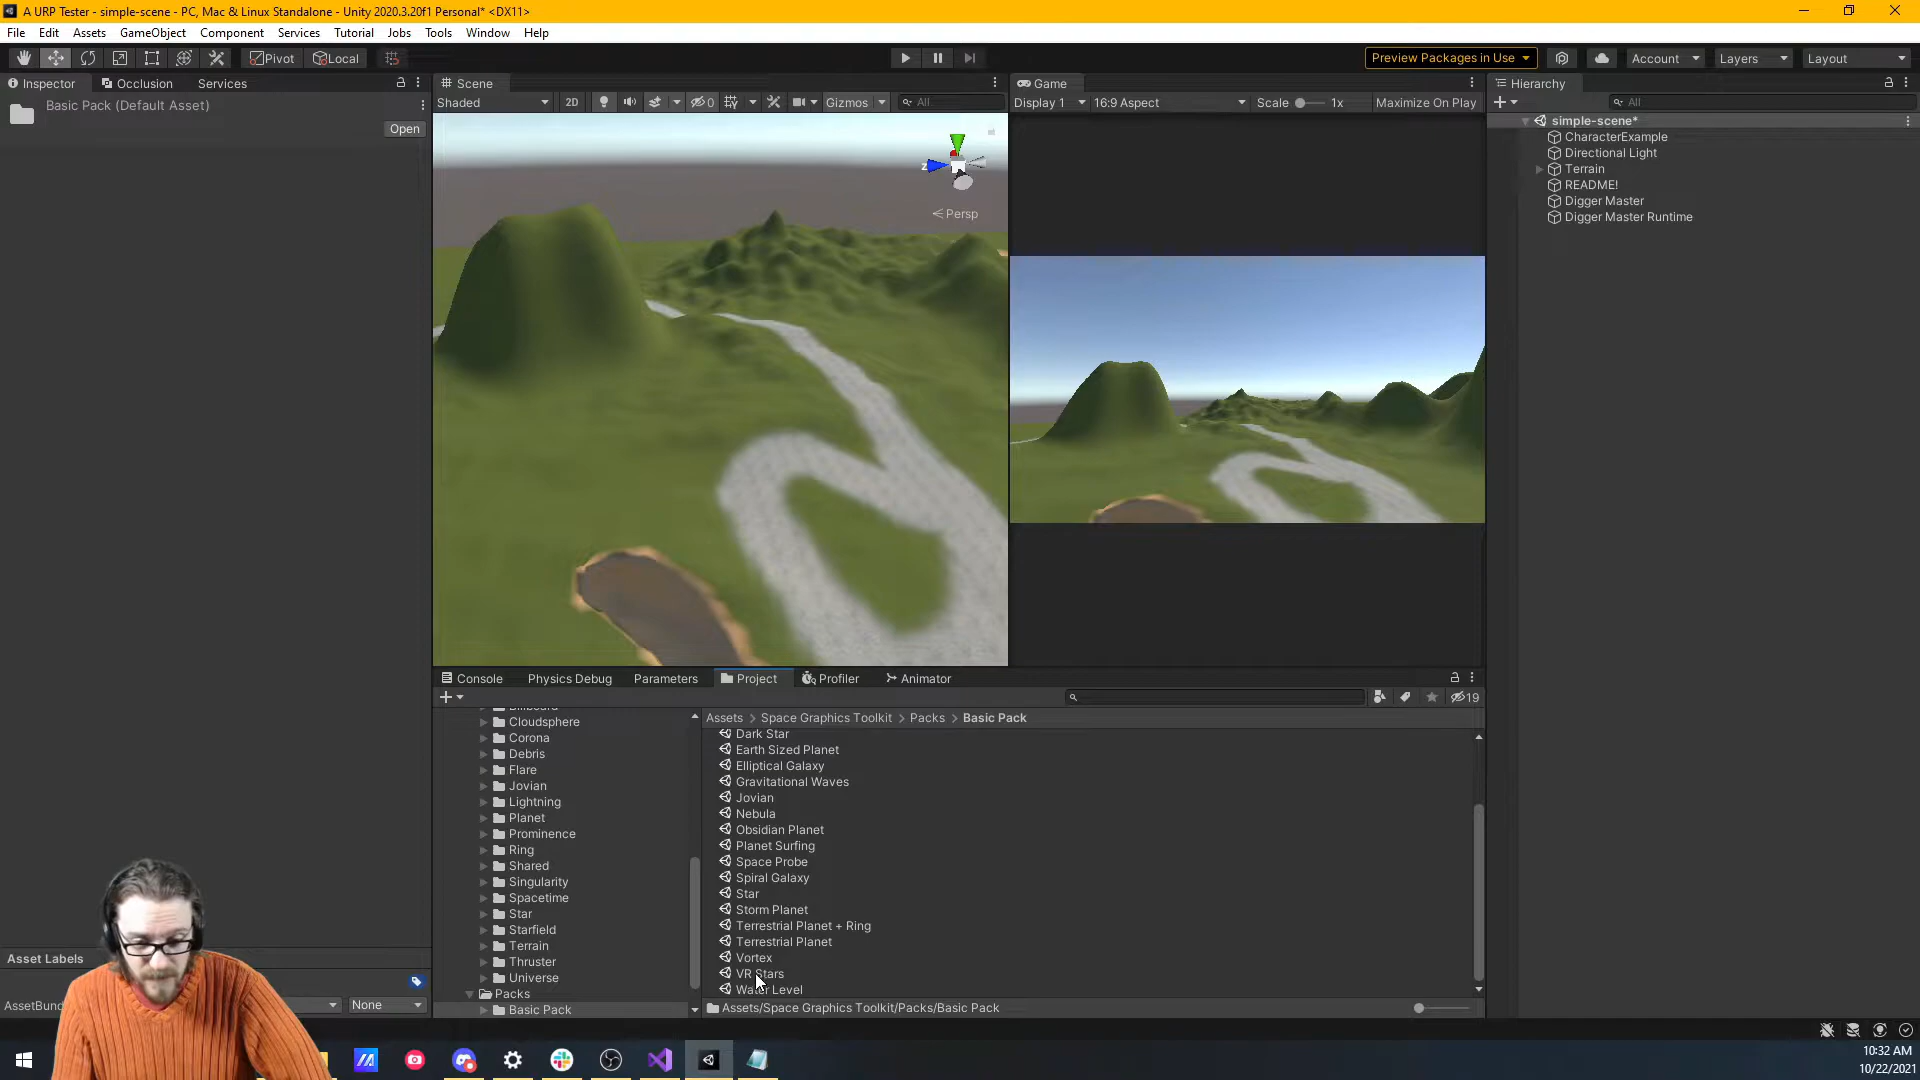 A URP Tester - simple-scene - PC, Mac & Linux Standalone - Unity 2020.3.20f1 Personal* <DX11>
File Edit Assets GameObject Component Services Tutorial Jobs Tools Window Help
Pivot Local Preview Packages in Use Account Layers Layout
Inspector Occlusion Services
Basic Pack (Default Asset)
Open
Scene
Shaded 2D 0 Gizmos All
Persp
Game
Display 1 16:9 Aspect Scale 1x Maximize On Play
Hierarchy
All
simple-scene*
CharacterExample
Directional Light
Terrain
README!
Digger Master
Digger Master Runtime
Console Physics Debug Parameters Project Profiler Animator
19
Cloudsphere
Corona
Debris
Flare
Jovian
Lightning
Planet
Prominence
Ring
Shared
Singularity
Spacetime
Star
Starfield
Terrain
Thruster
Universe
Packs
Basic Pack
Assets > Space Graphics Toolkit > Packs > Basic Pack
Dark Star
Earth Sized Planet
Elliptical Galaxy
Gravitational Waves
Jovian
Nebula
Obsidian Planet
Planet Surfing
Space Probe
Spiral Galaxy
Star
Storm Planet
Terrestrial Planet + Ring
Terrestrial Planet
Vortex
VR Stars
Water Level
Assets/Space Graphics Toolkit/Packs/Basic Pack
Asset Labels
AssetBund
None
10:32 AM
10/22/2021